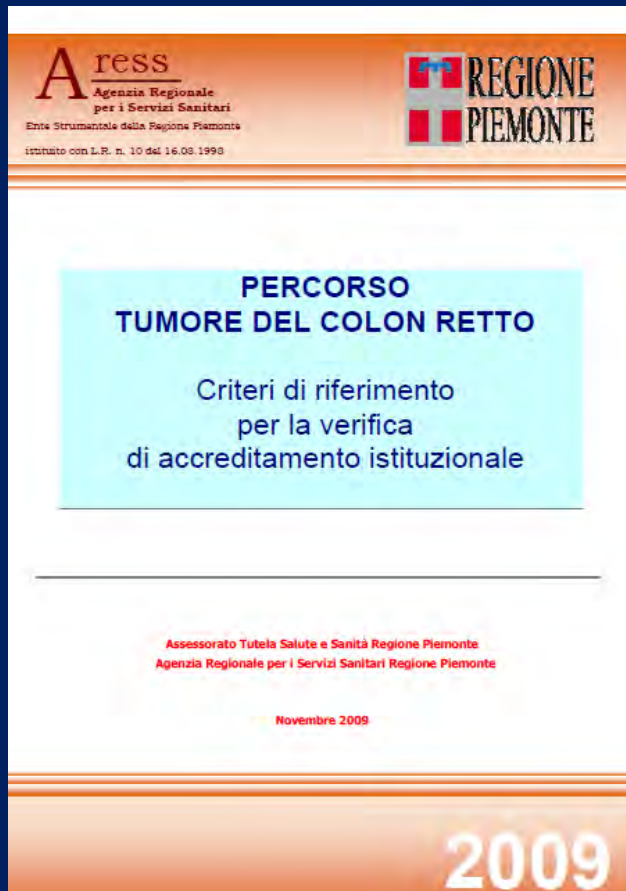 Aress
Agenzia Regionale
per i Servizi Sanitari
Ente Strumentale della Regione Piemonte
istituito con L.R. n. 10 del 16.03.1998
REGIONE
PIEMONTE
PERCORSO
TUMORE DEL COLON RETTO
Criteri di riferimento
per la verifica
di accreditamento istituzionale
Assessorato Tutela Salute e Sanità Regione Piemonte
Agenzia Regionale per i Servizi Sanitari Regione Piemonte
Novembre 2009
2009